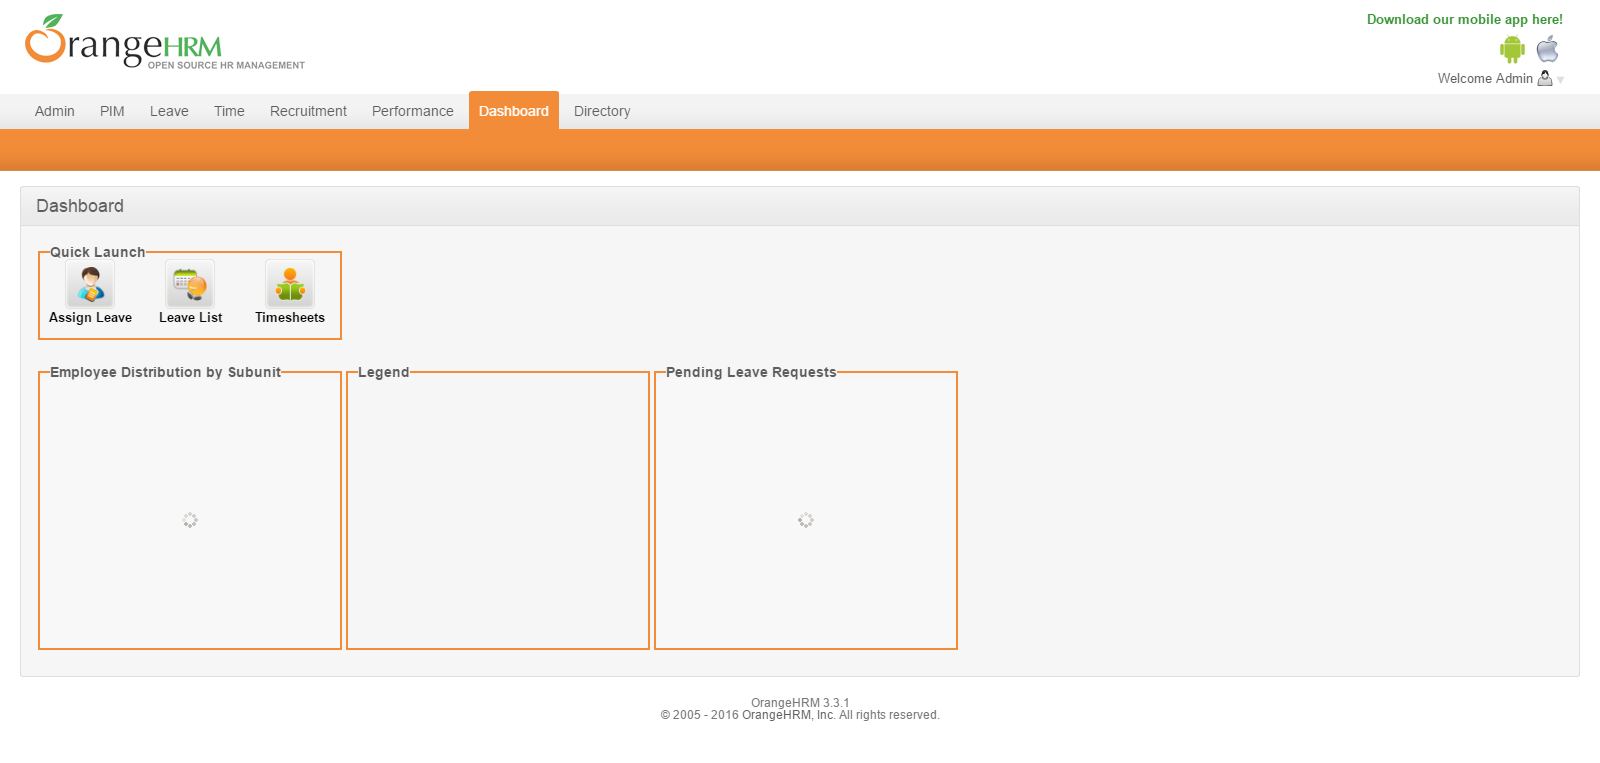 Download our mobile app here!
OrangeHRM
OPEN SOURCE HR MANAGEMENT
Welcome Admin
Admin PIM Leave Time Recruitment Performance Dashboard Directory
Dashboard
Quick Launch
Assign Leave Leave List Timesheets
Employee Distribution by Subunit Legend Pending Leave Requests
OrangeHRM 3.3.1
© 2005 - 2016 OrangeHRM, Inc. All rights reserved.